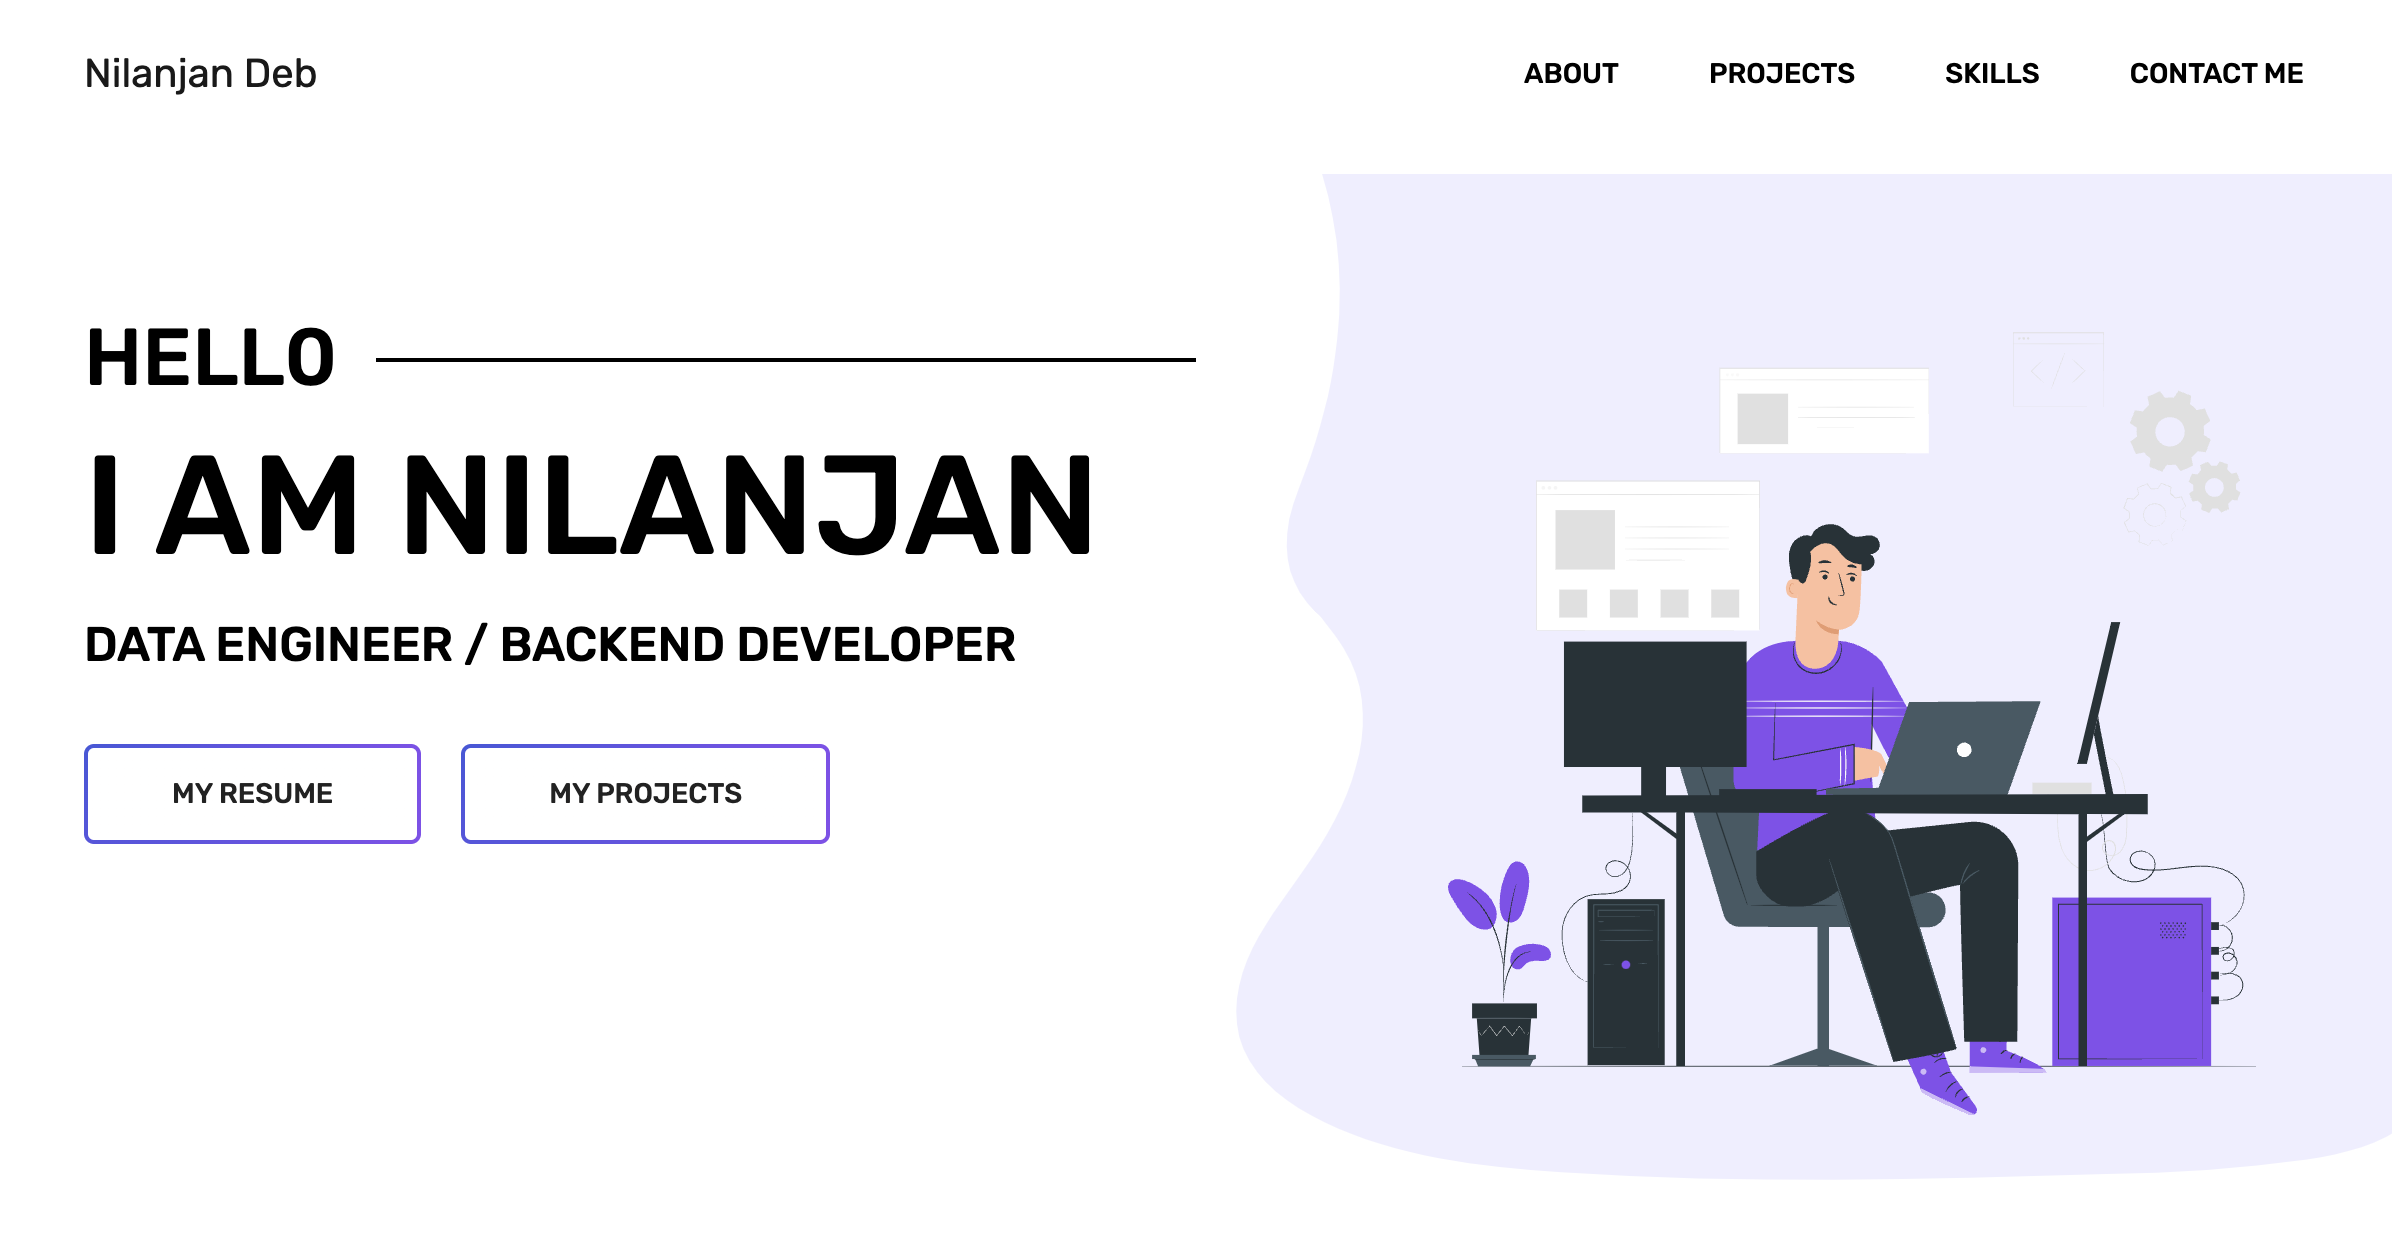 Nilanjan Deb
ABOUT PROJECTS SKILLS CONTACT ME
HELLO
I AM NILANJAN
DATA ENGINEER / BACKEND DEVELOPER
MY RESUME MY PROJECTS